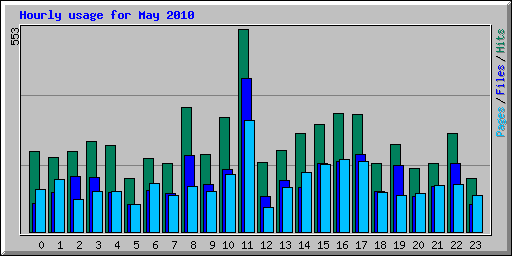 Hourly usage for May 2010
553
Pages / Files / Hits
0 1 2 3 4 5 6 7 8 9 10 11 12 13 14 15 16 17 18 19 20 21 22 23